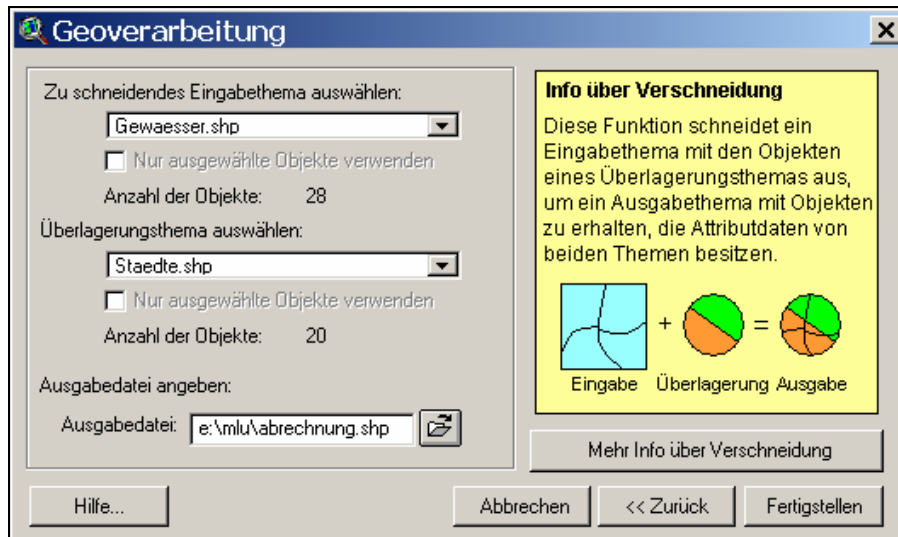 Geoverarbeitung
Zu schneidendes Eingabethema auswählen:
Gewaesser.shp
Nur ausgewählte Objekte verwenden
Anzahl der Objekte: 28
Überlagerungsthema auswählen:
Staedte.shp
Nur ausgewählte Objekte verwenden
Anzahl der Objekte: 20
Ausgabedatei angeben:
Ausgabedatei: e:\mlu\abrechnung.shp
Info über Verschneidung
Diese Funktion schneidet ein
Eingabethema mit den Objekten
eines Überlagerungsthemas aus,
um ein Ausgabethema mit Objekten
zu erhalten, die Attributdaten von
beiden Themen besitzen.
+ =
Eingabe Überlagerung Ausgabe
Mehr Info über Verschneidung
Hilfe... Abbrechen << Zurück Fertigstellen